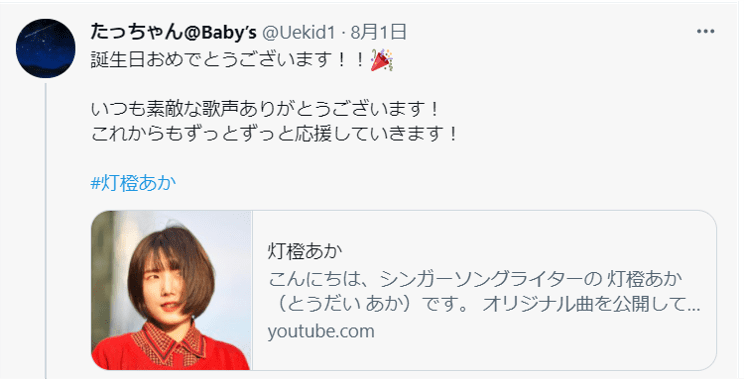 たっちゃん@Baby’s @Uekid1 · 8月1日
誕生日おめでとうございます！！🎉
いつも素敵な歌声ありがとうございます！
これからもずっとずっと応援していきます！
#灯橙あか
灯橙あか
こんにちは、シンガーソングライターの 灯橙あか
（とうだい あか）です。 オリジナル曲を公開して...
youtube.com